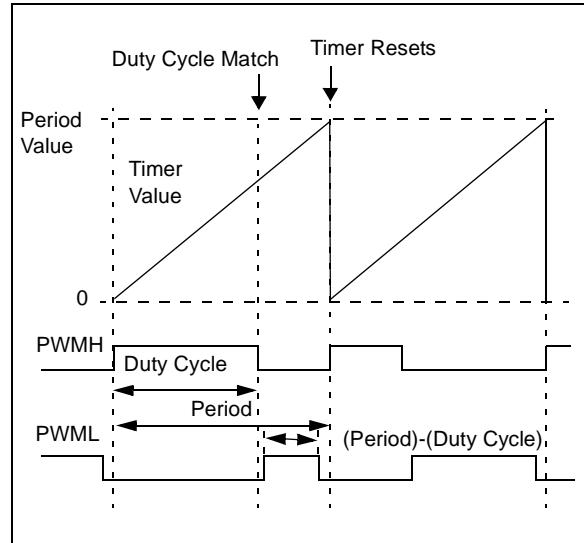 Timer Resets
Duty Cycle Match
Period
Value
Timer
Value
0
PWMH
Duty Cycle
Period
PWML
(Period)-(Duty Cycle)